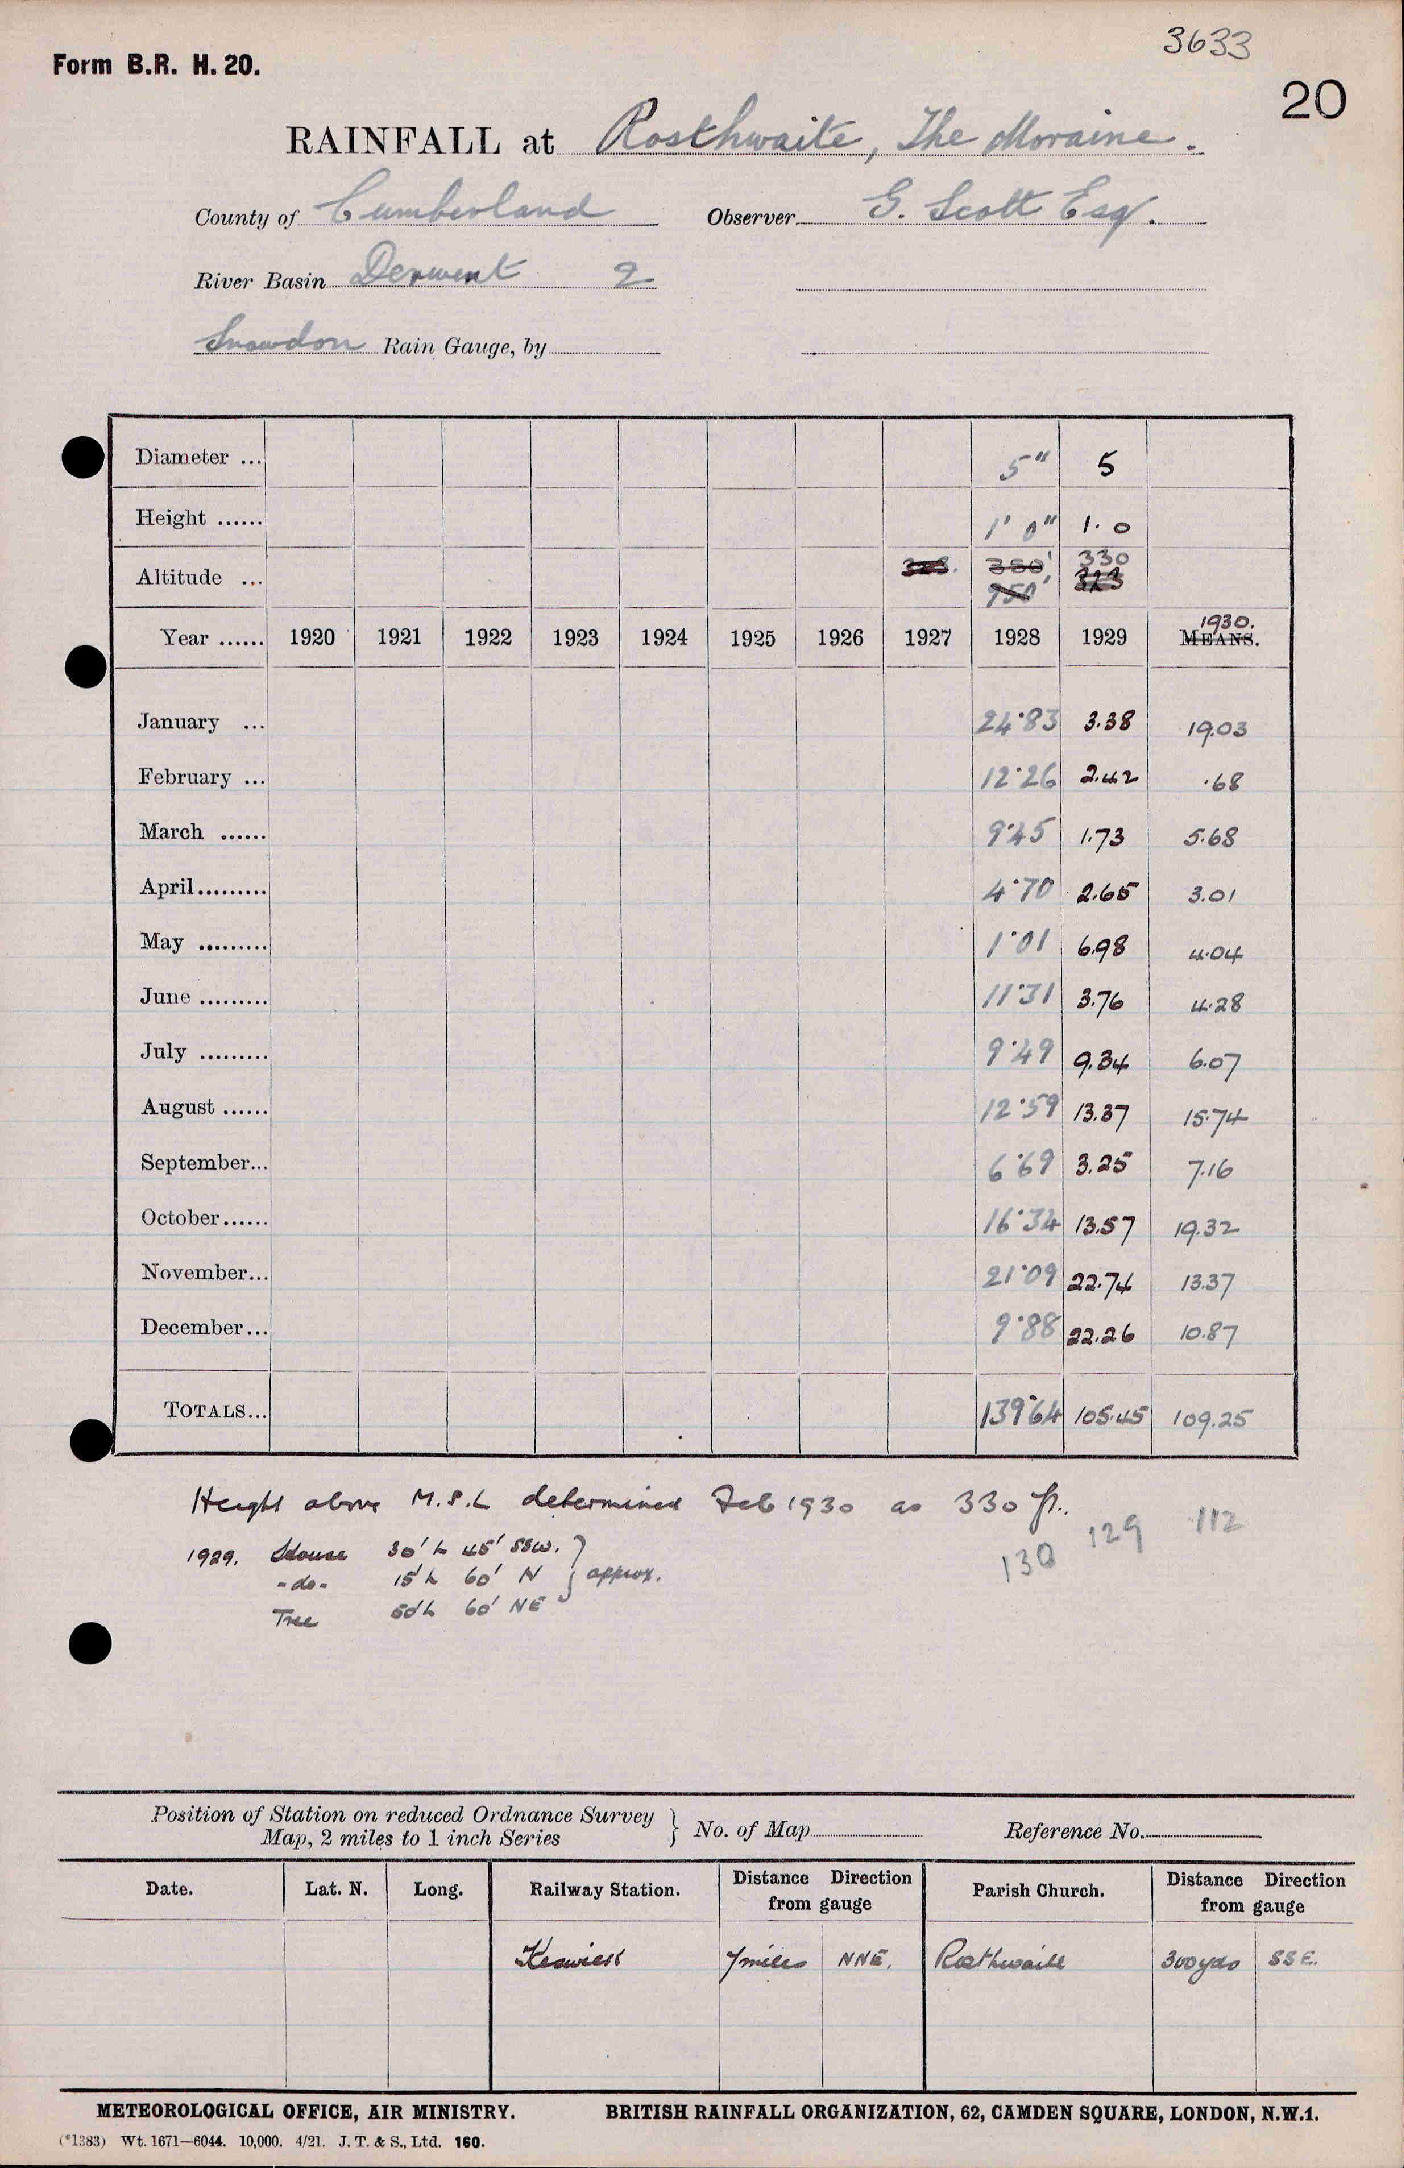 3633
Form B.R. H. 20.
20
RAINFALL at Rosthwaite, The Moraine.
County of Cumberland Observer G. Scott Esq.
River Basin Derwent 2
Snowdon Rain Gauge, by
Diameter ... 5" 5
Height ...... 1' 0" 1. 0
Altitude ... 380' 330
950' 323
1930.
Year ...... 1920 1921 1922 1923 1924 1925 1926 1927 1928 1929 MEANS.
January ... 24·83 3.38 19.03
February ... 12·26 2.42 ·68
March ...... 9·45 1.73 5.68
April......... 4·70 2.65 3.01
May ......... 1·01 6.98 4.04
June ......... 11·31 3.76 4.28
July ......... 9·49 9.34 6.07
August ...... 12·59 13.37 15.74
September... 6·69 3.25 7.16
October...... 16·34 13.57 19.32
November... 21·09 22.74 13.37
December... 9·88 22.26 10.87
TOTALS... 139·64 105.45 109.25
Height above M.S.L determined Feb 1930 as 330 ft.
130 129 112
1929. House 30' h 45' SSW. }
-do- 15' h 60' N } approx.
Tree 50' h 60' NE
Position of Station on reduced Ordnance Survey
Map, 2 miles to 1 inch Series } No. of Map Reference No.
Date. Lat. N. Long. Railway Station. Distance Direction from gauge Parish Church. Distance Direction from gauge
Keswick 7 miles NNE. Rosthwaite 300 yds SSE.
METEOROLOGICAL OFFICE, AIR MINISTRY. BRITISH RAINFALL ORGANIZATION, 62, CAMDEN SQUARE, LONDON, N.W.1.
(*1383) Wt. 1671—6044. 10,000. 4/21. J. T. & S., Ltd. 160.